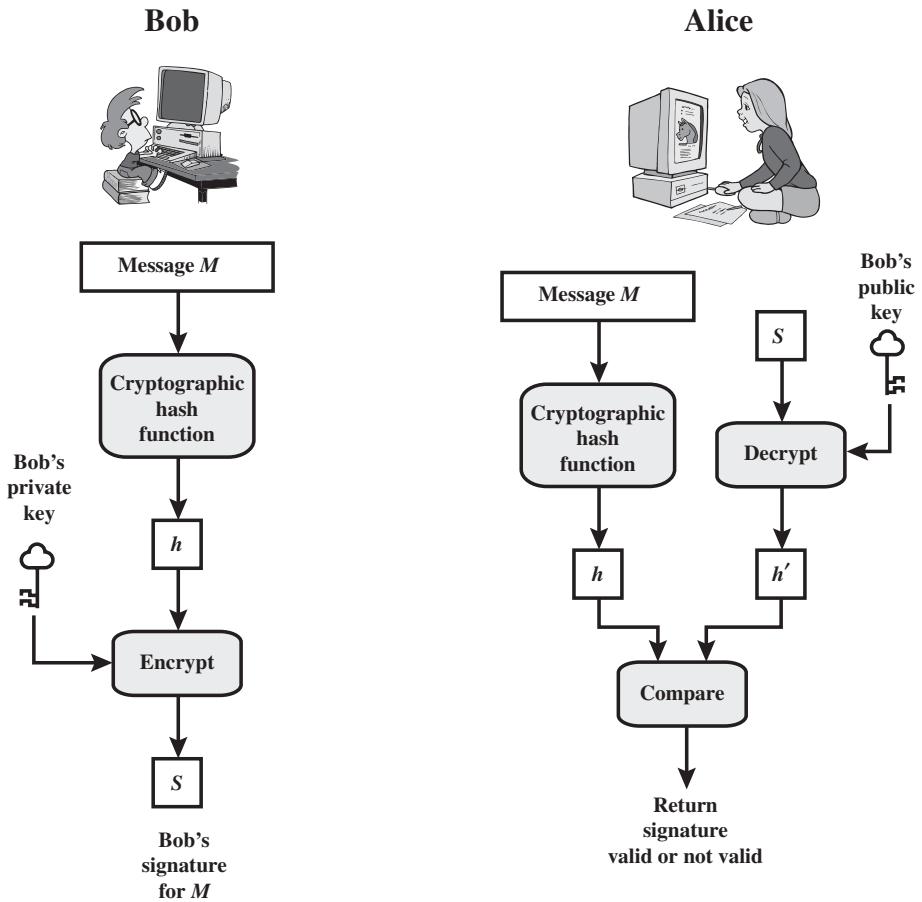 Bob
Message M
Cryptographic
hash
function
Bob's
private
key
h
Encrypt
S
Bob's
signature
for M
Alice
Message M
Cryptographic
hash
function
h
S
Bob's
public
key
Decrypt
h′
Compare
Return
signature
valid or not valid